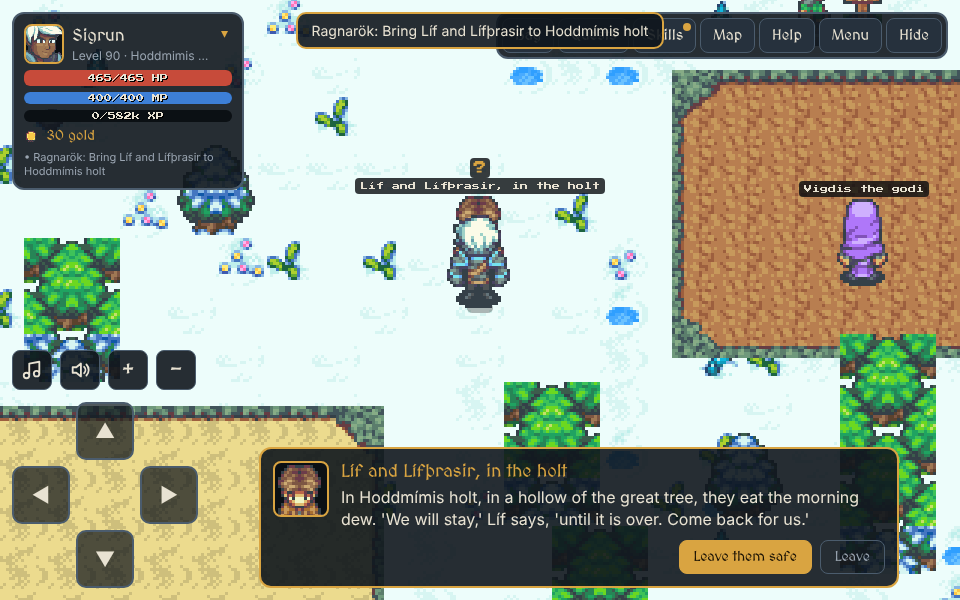 Sigrun
Level 90 · Hoddmimis ...
465/465 HP
400/400 MP
0/582k XP
30 gold
• Ragnarök: Bring Líf and Lífþrasir to
Hoddmímis holt
Ragnarök: Bring Líf and Lífþrasir to Hoddmímis holt
ills
Map
Help
Menu
Hide
?
Líf and Lífþrasir, in the holt
Vigdis the godi
Líf and Lífþrasir, in the holt
In Hoddmímis holt, in a hollow of the great tree, they eat the morning
dew. 'We will stay,' Líf says, 'until it is over. Come back for us.'
Leave them safe
Leave